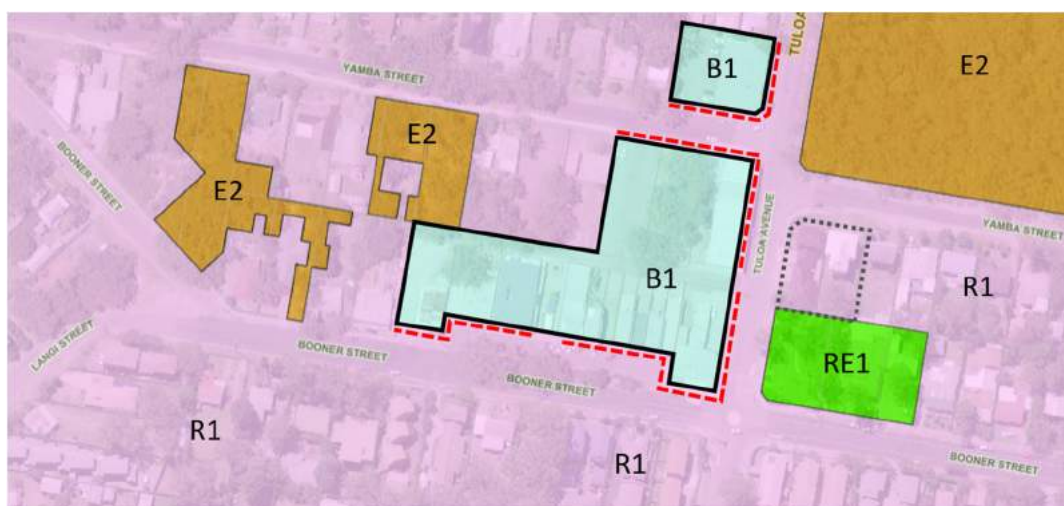 TULOA
B1
E2
YAMBA STREET
E2
BOONER STREET
E2
YAMBA STREET
TULOA AVENUE
B1
R1
LANGI STREET
BOONER STREET
RE1
BOONER STREET
R1
R1
BOONER STREET